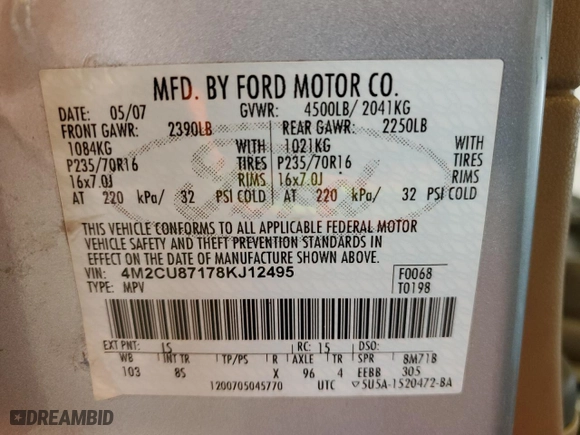 MFD. BY FORD MOTOR CO.
DATE: 05/07 GVWR: 4500LB/ 2041KG
FRONT GAWR: 2390LB REAR GAWR: 2250LB
1084KG WITH 1021KG WITH
P235/70R16 TIRES P235/70R16 TIRES
16x7.0J RIMS 16x7.0J RIMS
AT 220 kPa/ 32 PSI COLD AT 220 kPa/ 32 PSI COLD
THIS VEHICLE CONFORMS TO ALL APPLICABLE FEDERAL MOTOR
VEHICLE SAFETY AND THEFT PREVENTION STANDARDS IN
EFFECT ON THE DATE OF MANUFACTURE SHOWN ABOVE.
VIN: 4M2CU87178KJ12495 F0068
TYPE: MPV T0198
EXT PNT: 15 RC: 15 DSO:
WB INT TR TP/PS R AXLE TR SPR 8M71B
103 8S X 96 4 EEBB 305
1200705045770 UTC 5U5A-1520472-BA
DREAMBID